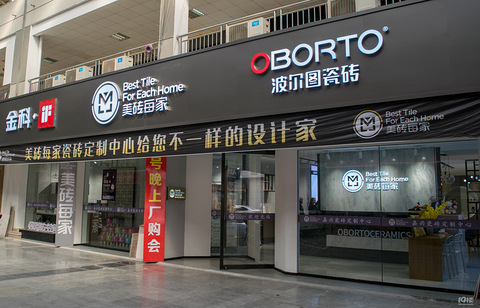 金科·iF
Best Tile
For Each Home
美砖每家
OBORTO®
波尔图瓷砖
Best Tile
For Each Home
美砖每家
美砖每家瓷砖定制中心给您不一样的设计家
美砖每家
号晚上厂购会
Best Tile
For Each Home
美砖每家
OBORTOCERAMICS